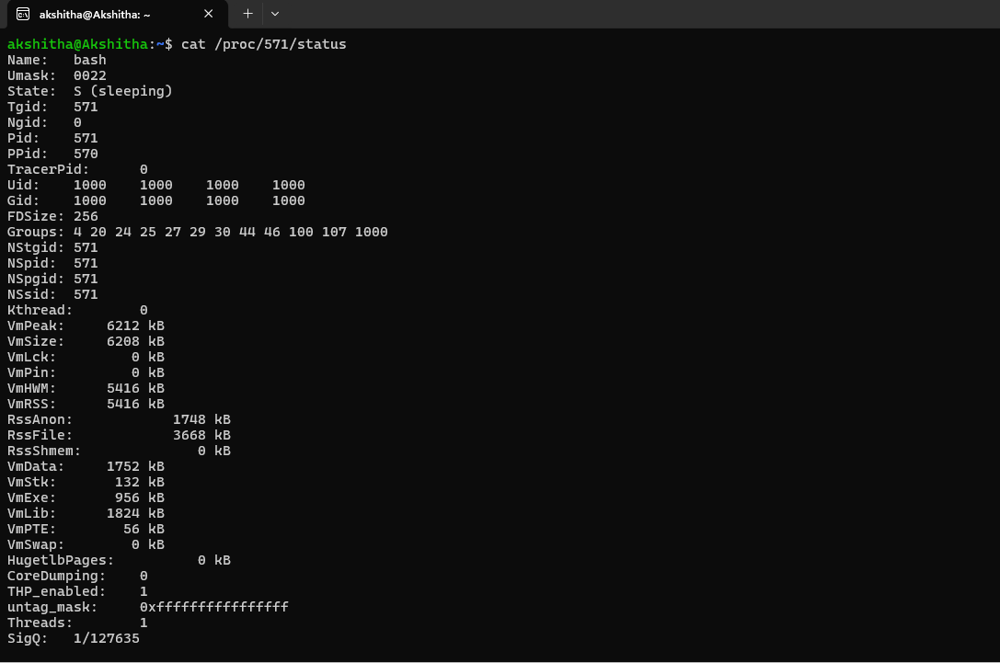 akshitha@Akshitha: ~
akshitha@Akshitha:~$ cat /proc/571/status
Name:   bash
Umask:  0022
State:  S (sleeping)
Tgid:   571
Ngid:   0
Pid:    571
PPid:   570
TracerPid:      0
Uid:    1000    1000    1000    1000
Gid:    1000    1000    1000    1000
FDSize: 256
Groups: 4 20 24 25 27 29 30 44 46 100 107 1000
NStgid: 571
NSpid:  571
NSpgid: 571
NSsid:  571
Kthread:        0
VmPeak:     6212 kB
VmSize:     6208 kB
VmLck:         0 kB
VmPin:         0 kB
VmHWM:      5416 kB
VmRSS:      5416 kB
RssAnon:            1748 kB
RssFile:            3668 kB
RssShmem:              0 kB
VmData:     1752 kB
VmStk:       132 kB
VmExe:       956 kB
VmLib:      1824 kB
VmPTE:        56 kB
VmSwap:        0 kB
HugetlbPages:          0 kB
CoreDumping:    0
THP_enabled:    1
untag_mask:     0xffffffffffffffff
Threads:        1
SigQ:   1/127635